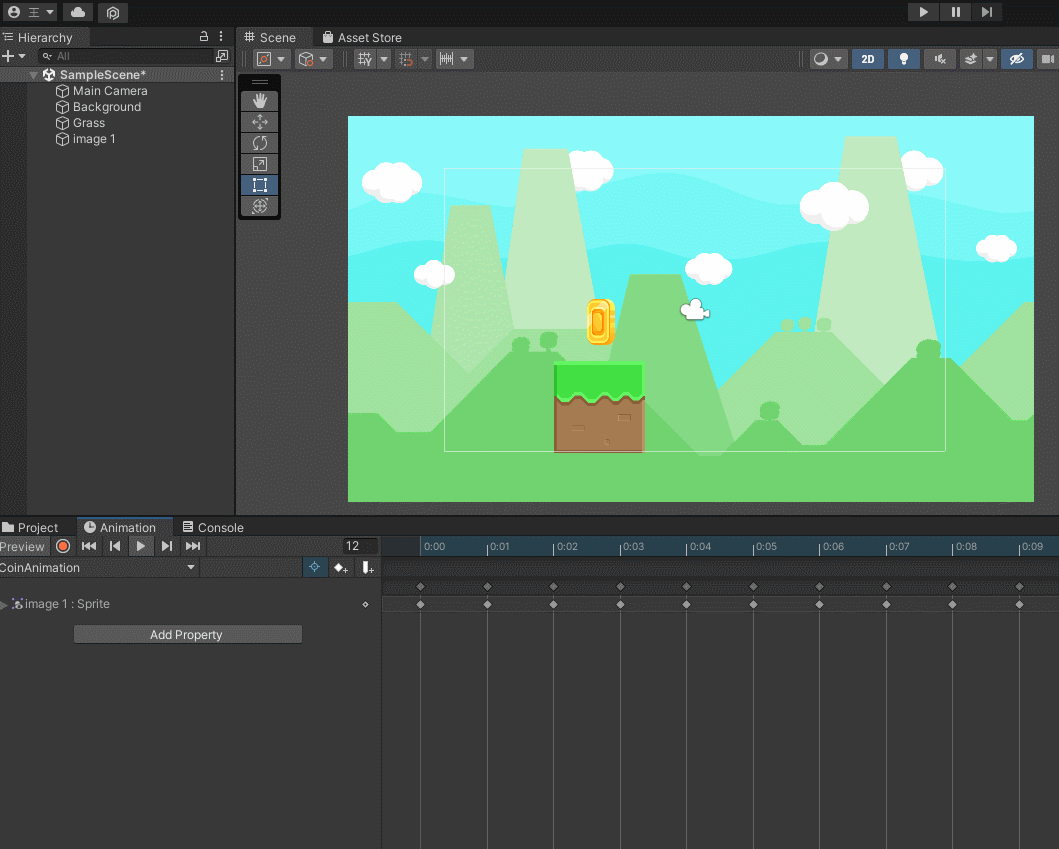 王
Hierarchy
All
SampleScene*
Main Camera
Background
Grass
image 1
Scene
Asset Store
2D
Project
Animation
Console
Preview
12
0:00 0:01 0:02 0:03 0:04 0:05 0:06 0:07 0:08 0:09
CoinAnimation
image 1 : Sprite
Add Property